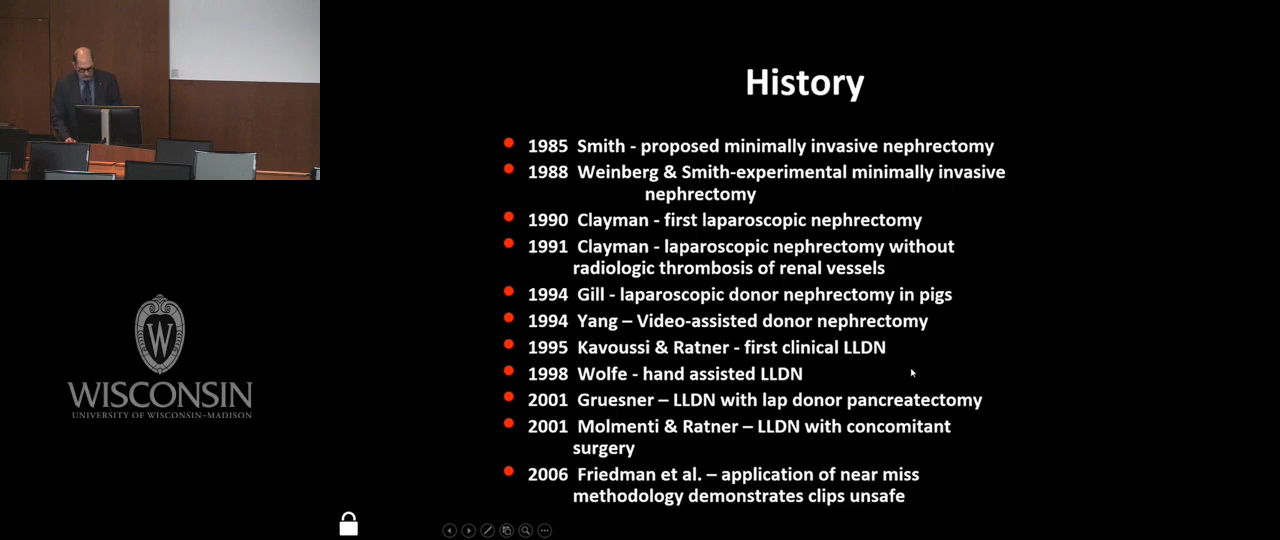 History
1985 Smith - proposed minimally invasive nephrectomy
1988 Weinberg & Smith-experimental minimally invasive
nephrectomy
1990 Clayman - first laparoscopic nephrectomy
1991 Clayman - laparoscopic nephrectomy without
radiologic thrombosis of renal vessels
1994 Gill - laparoscopic donor nephrectomy in pigs
1994 Yang – Video-assisted donor nephrectomy
1995 Kavoussi & Ratner - first clinical LLDN
1998 Wolfe - hand assisted LLDN
2001 Gruesner – LLDN with lap donor pancreatectomy
2001 Molmenti & Ratner – LLDN with concomitant
surgery
2006 Friedman et al. – application of near miss
methodology demonstrates clips unsafe
W
WISCONSIN
UNIVERSITY OF WISCONSIN–MADISON